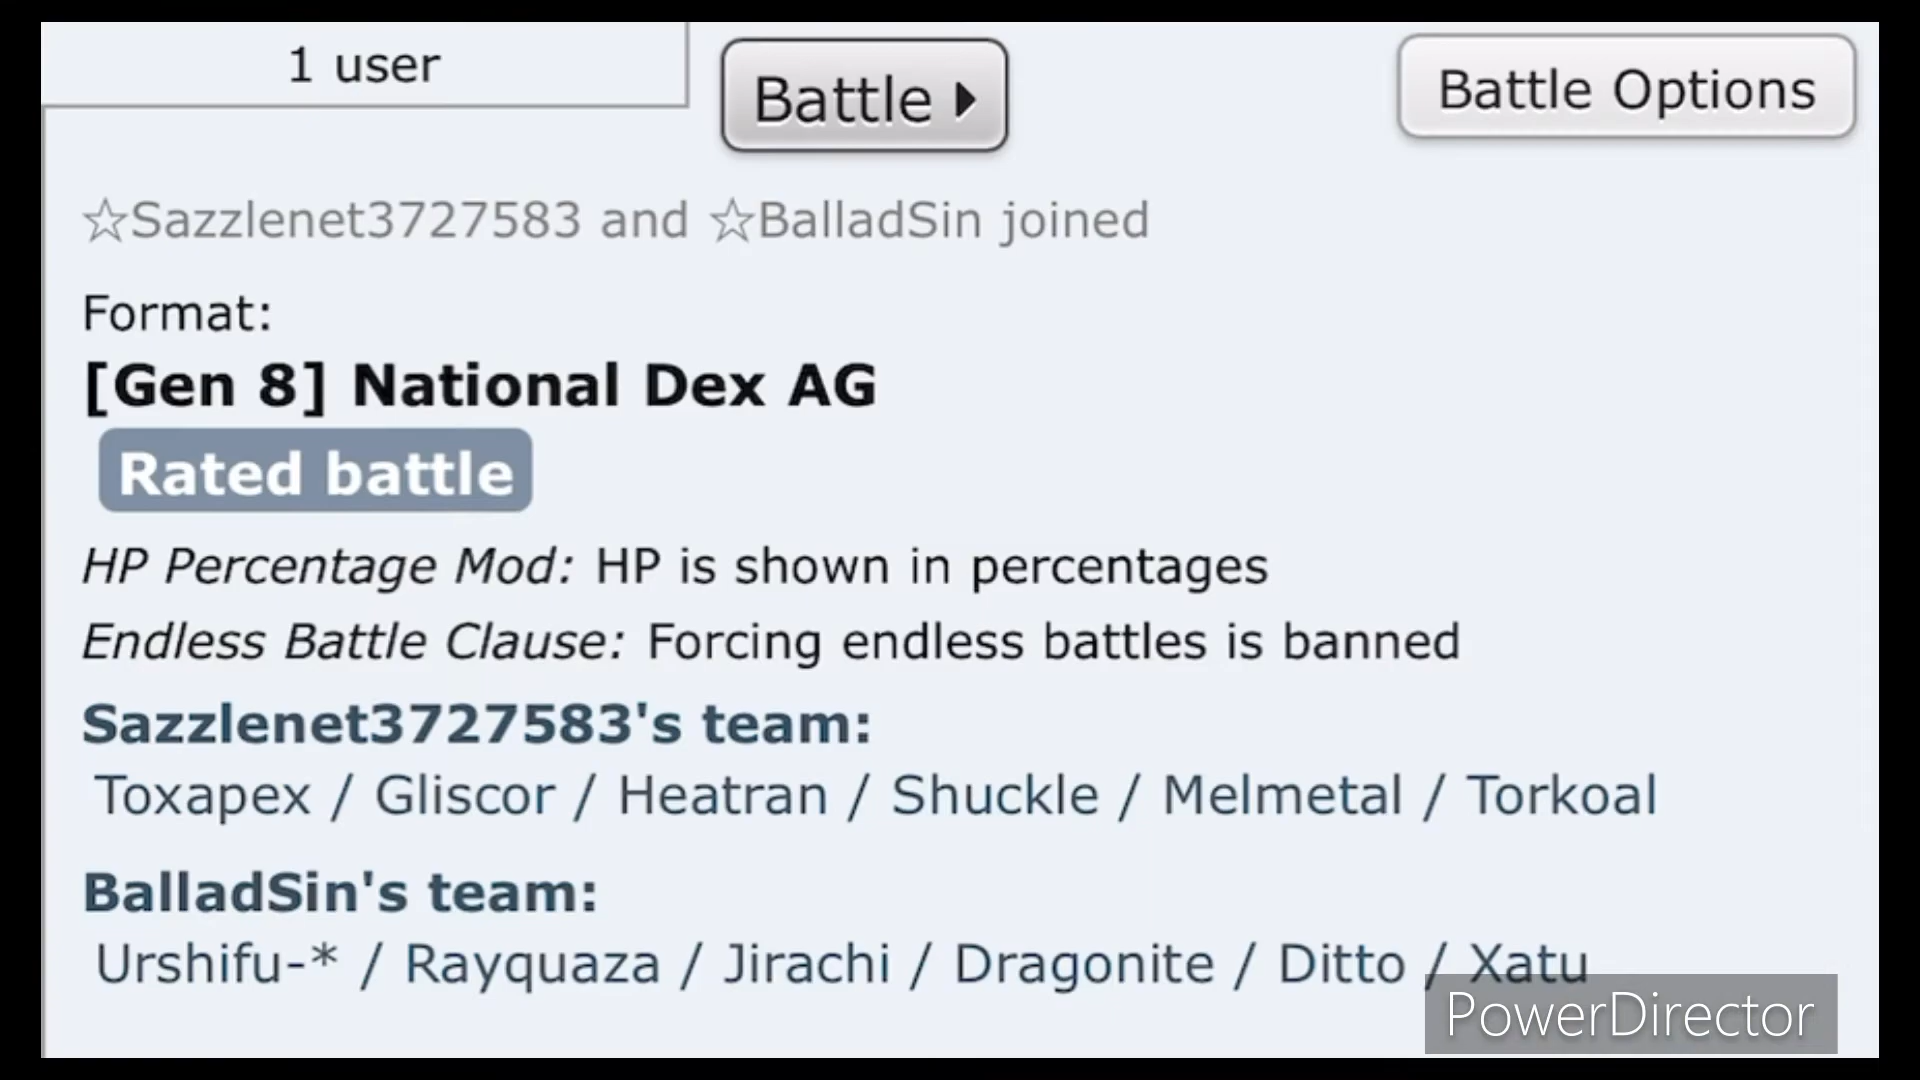 1 user
Battle
Battle Options
☆Sazzlenet3727583 and ☆BalladSin joined
Format:
[Gen 8] National Dex AG
Rated battle
HP Percentage Mod: HP is shown in percentages
Endless Battle Clause: Forcing endless battles is banned
Sazzlenet3727583's team:
Toxapex / Gliscor / Heatran / Shuckle / Melmetal / Torkoal
BalladSin's team:
Urshifu-* / Rayquaza / Jirachi / Dragonite / Ditto / Xatu
PowerDirector